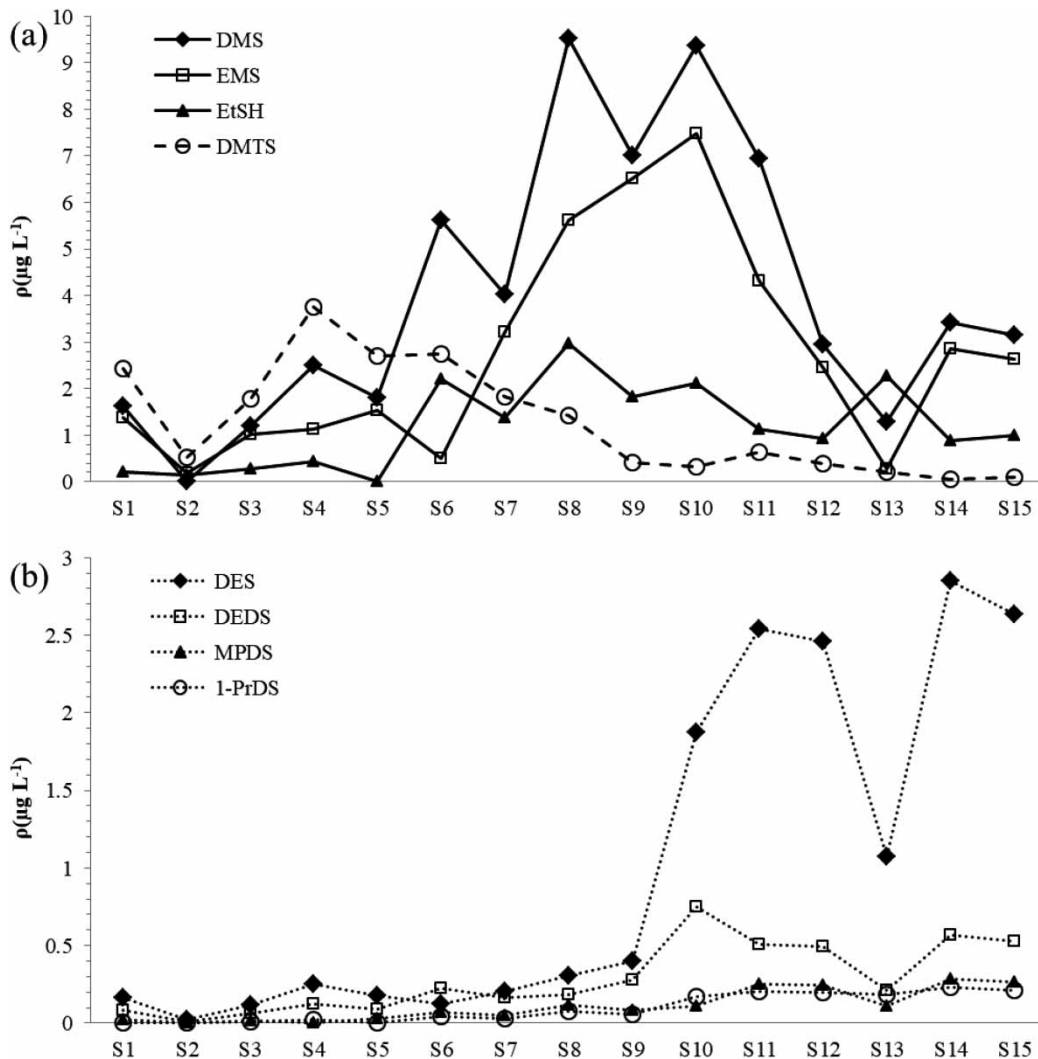 (a)
DMS
EMS
EtSH
DMTS
ρ(μg L⁻¹)
10
9
8
7
6
5
4
3
2
1
0
S1 S2 S3 S4 S5 S6 S7 S8 S9 S10 S11 S12 S13 S14 S15
(b)
DES
DEDS
MPDS
1-PrDS
ρ(μg L⁻¹)
3
2.5
2
1.5
1
0.5
0
S1 S2 S3 S4 S5 S6 S7 S8 S9 S10 S11 S12 S13 S14 S15